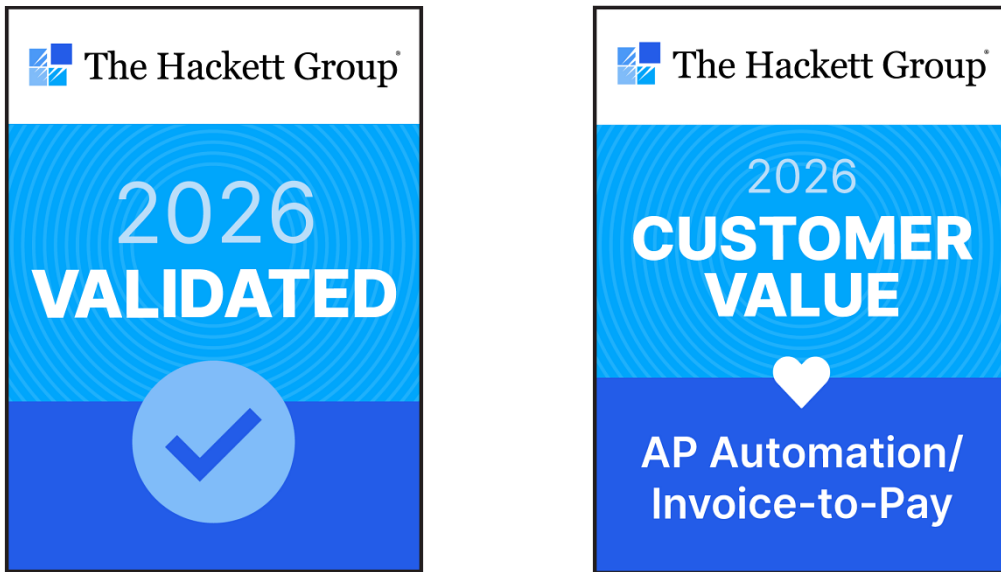 The Hackett Group®
2026
VALIDATED
The Hackett Group®
2026
CUSTOMER
VALUE
AP Automation/
Invoice-to-Pay